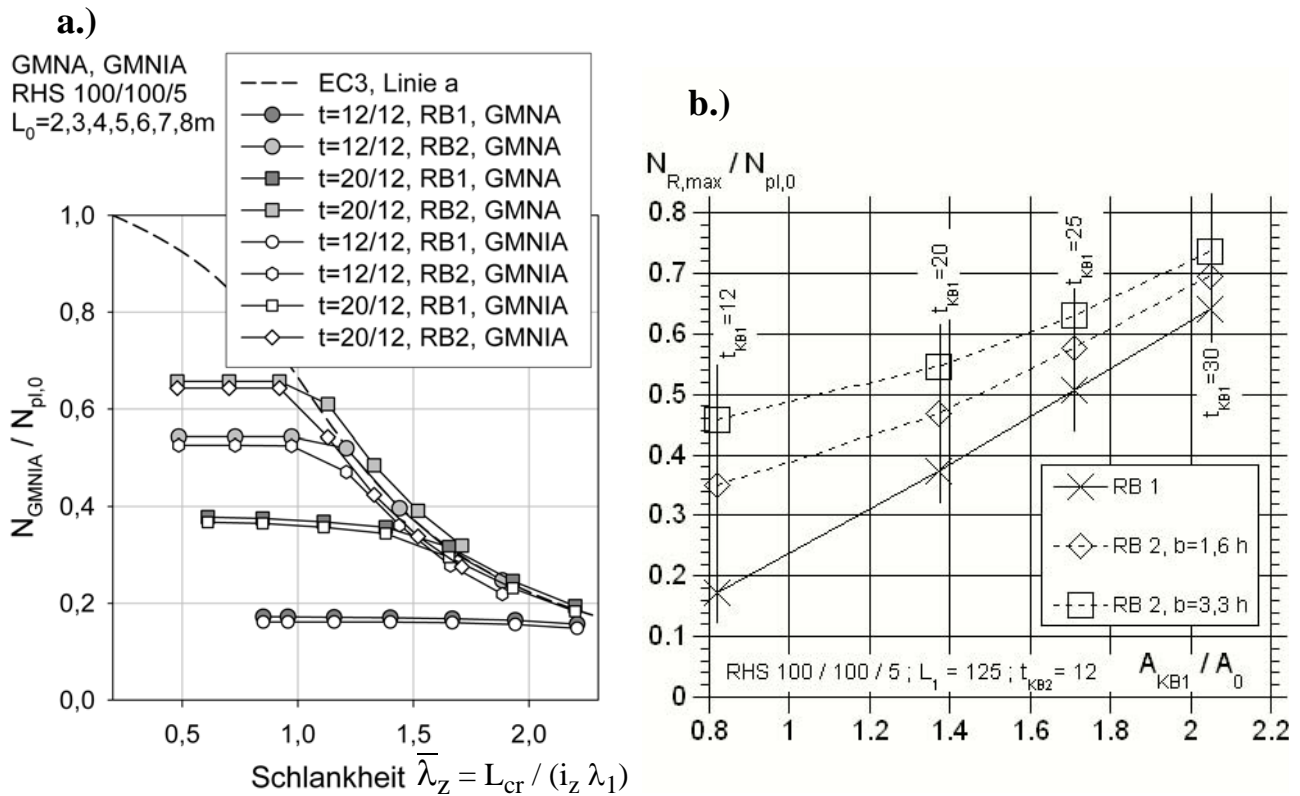 a.)
GMNA, GMNIA
RHS 100/100/5
L0=2,3,4,5,6,7,8m
EC3, Linie a
t=12/12, RB1, GMNA
t=12/12, RB2, GMNA
t=20/12, RB1, GMNA
t=20/12, RB2, GMNA
t=12/12, RB1, GMNIA
t=12/12, RB2, GMNIA
t=20/12, RB1, GMNIA
t=20/12, RB2, GMNIA
NGMNIA / Npl,0
1,0
0,8
0,6
0,4
0,2
0,0
0,5
1,0
1,5
2,0
Schlankheit λ̄z = Lcr / (iz λ1)
b.)
NR,max / Npl,0
0.8
0.7
0.6
0.5
0.4
0.3
0.2
0.1
0
tKB1 =12
tKB1 =20
tKB1 =25
tKB1 =30
RB 1
RB 2, b=1,6 h
RB 2, b=3,3 h
RHS 100 / 100 / 5 ; L1 = 125 ; tKB2 = 12
AKB1 / A0
0.8
1
1.2
1.4
1.6
1.8
2
2.2